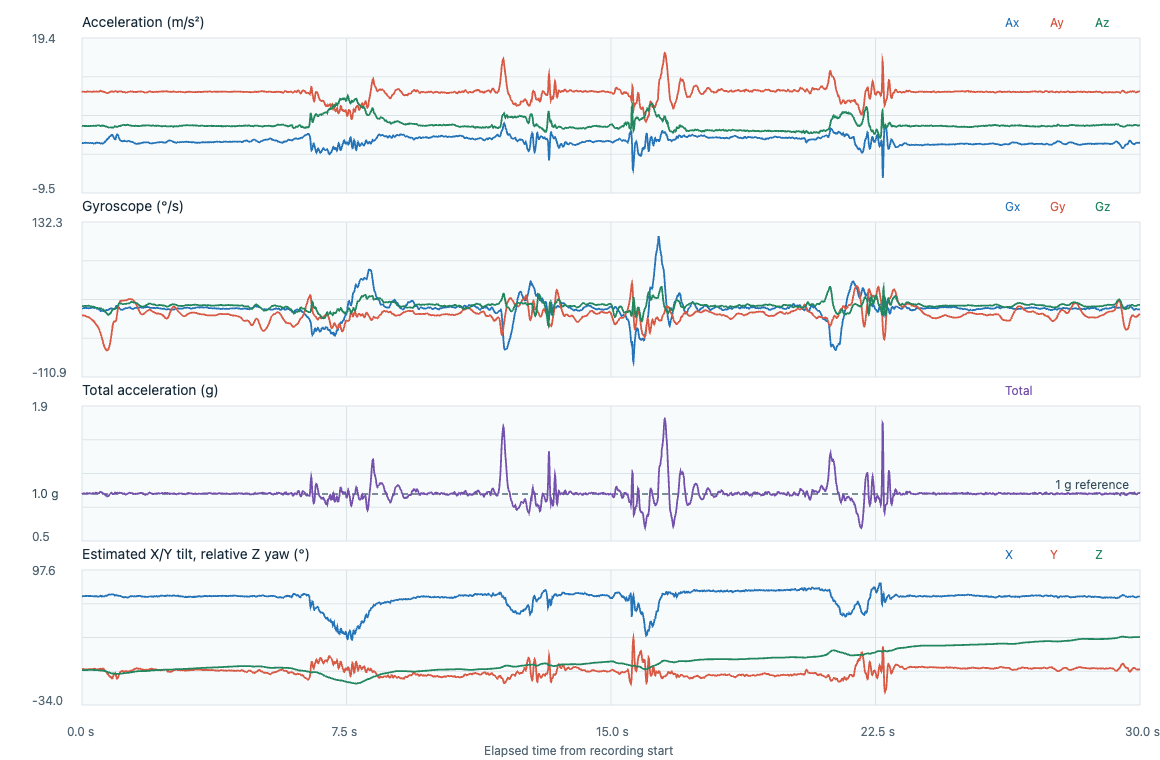 Acceleration (m/s²) Ax Ay Az
19.4
-9.5
Gyroscope (°/s) Gx Gy Gz
132.3
-110.9
Total acceleration (g) Total
1.9
1.0 g
1 g reference
0.5
Estimated X/Y tilt, relative Z yaw (°) X Y Z
97.6
-34.0
0.0 s 7.5 s 15.0 s 22.5 s 30.0 s
Elapsed time from recording start